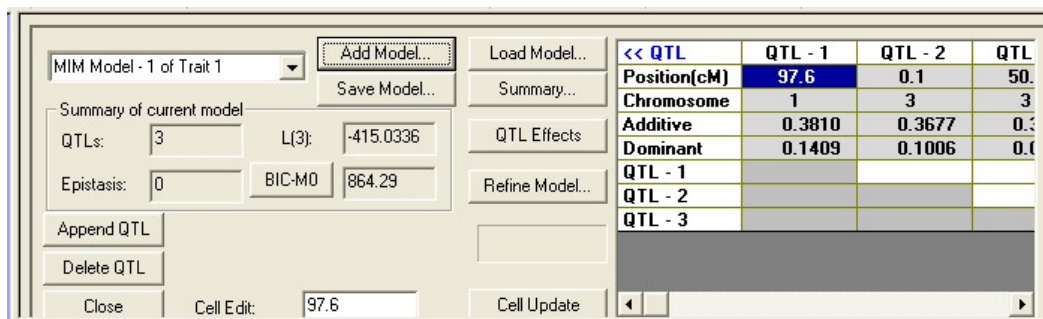 MIM Model - 1 of Trait 1
Add Model...
Save Model...
Summary of current model
QTLs: 3 L(3): -415.0336
Epistasis: 0 BIC-M0 864.29
Append QTL
Delete QTL
Close Cell Edit: 97.6
Load Model...
Summary...
QTL Effects
Refine Model...
Cell Update
<< QTL QTL - 1 QTL - 2 QTL
Position(cM) 97.6 0.1 50.
Chromosome 1 3 3
Additive 0.3810 0.3677
Dominant 0.1409 0.1006
QTL - 1
QTL - 2
QTL - 3